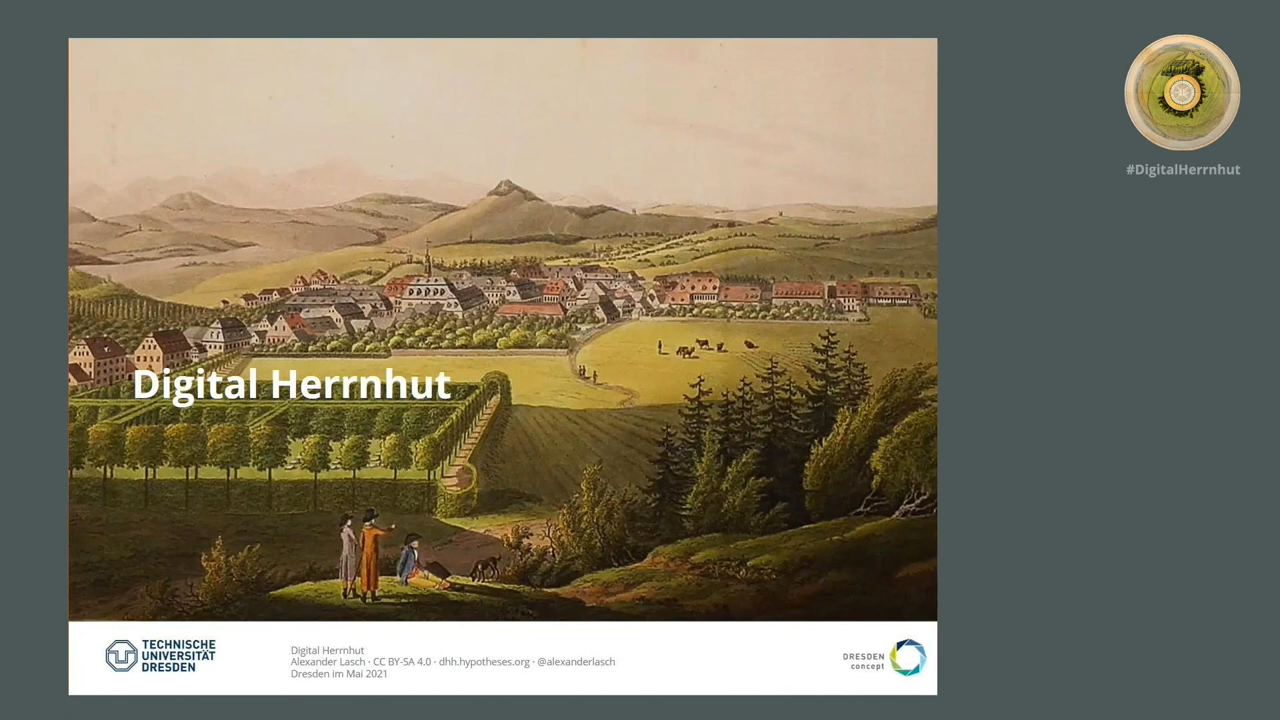 #DigitalHerrnhut
Digital Herrnhut
TECHNISCHE
UNIVERSITÄT
DRESDEN
Digital Herrnhut
Alexander Lasch · CC BY-SA 4.0 · dhh.hypotheses.org · @alexanderlasch
Dresden im Mai 2021
DRESDEN
concept